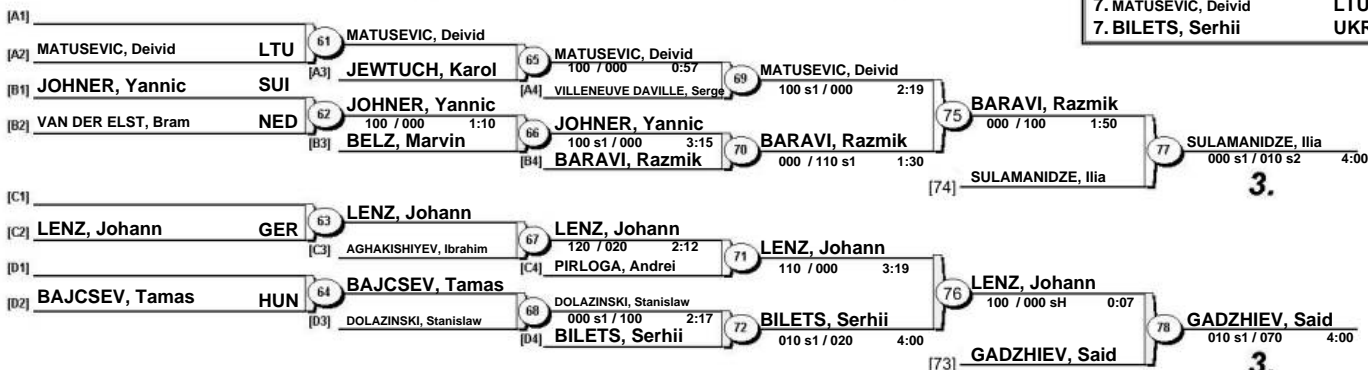 7. MATUSEVIC, Deivid LTU
7. BILETS, Serhii UKR
[A1]
[A2] MATUSEVIC, Deivid LTU
61 MATUSEVIC, Deivid
[A3] JEWTUCH, Karol
65 MATUSEVIC, Deivid
100 / 000 0:57
[A4] VILLENEUVE DAVILLE, Serge
69 MATUSEVIC, Deivid
100 s1 / 000 2:19
[B1] JOHNER, Yannic SUI
[B2] VAN DER ELST, Bram NED
62 JOHNER, Yannic
100 / 000 1:10
[B3] BELZ, Marvin
66 JOHNER, Yannic
100 s1 / 000 3:15
[B4] BARAVI, Razmik
70 BARAVI, Razmik
000 / 110 s1 1:30
75 BARAVI, Razmik
000 / 100 1:50
[74] SULAMANIDZE, Ilia
77 SULAMANIDZE, Ilia
000 s1 / 010 s2 4:00
3.
[C1]
[C2] LENZ, Johann GER
63 LENZ, Johann
[C3] AGHAKISHIYEV, Ibrahim
67 LENZ, Johann
120 / 020 2:12
[C4] PIRLOGA, Andrei
71 LENZ, Johann
110 / 000 3:19
[D1]
[D2] BAJCSEV, Tamas HUN
64 BAJCSEV, Tamas
[D3] DOLAZINSKI, Stanislaw
68 DOLAZINSKI, Stanislaw
000 s1 / 100 2:17
[D4] BILETS, Serhii
72 BILETS, Serhii
010 s1 / 020 4:00
76 LENZ, Johann
100 / 000 sH 0:07
[73] GADZHIEV, Said
78 GADZHIEV, Said
010 s1 / 070 4:00
3.